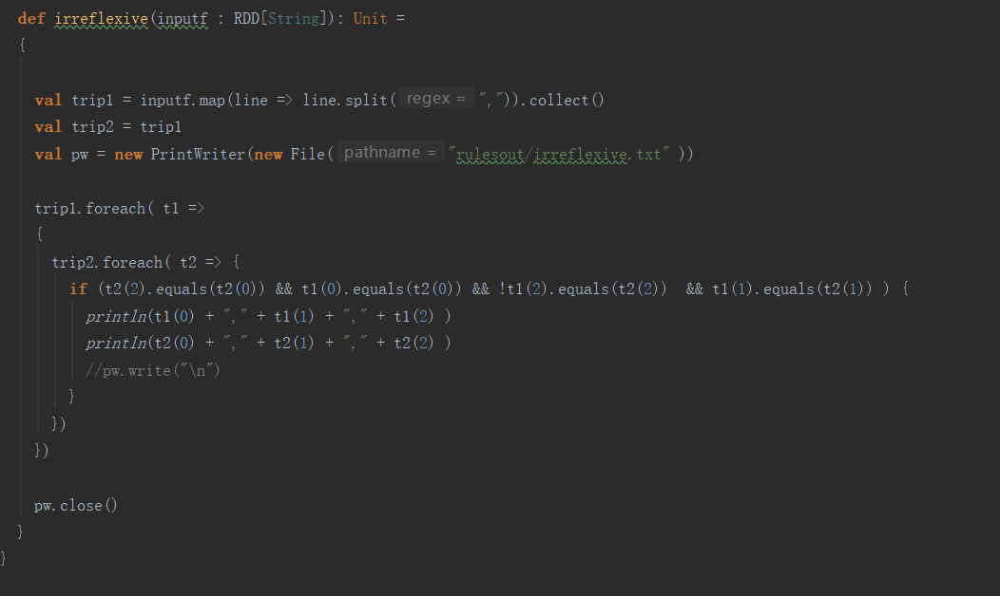 def irreflexive(inputf : RDD[String]): Unit =
{
val trip1 = inputf.map(line => line.split( regex = ",")).collect()
val trip2 = trip1
val pw = new PrintWriter(new File( pathname = "rulesout/irreflexive.txt" ))
trip1.foreach( t1 =>
{
trip2.foreach( t2 => {
if (t2(2).equals(t2(0)) && t1(0).equals(t2(0)) && !t1(2).equals(t2(2))  && t1(1).equals(t2(1)) ) {
println(t1(0) + "," + t1(1) + "," + t1(2) )
println(t2(0) + "," + t2(1) + "," + t2(2) )
//pw.write("\n")
}
})
})
pw.close()
}
}